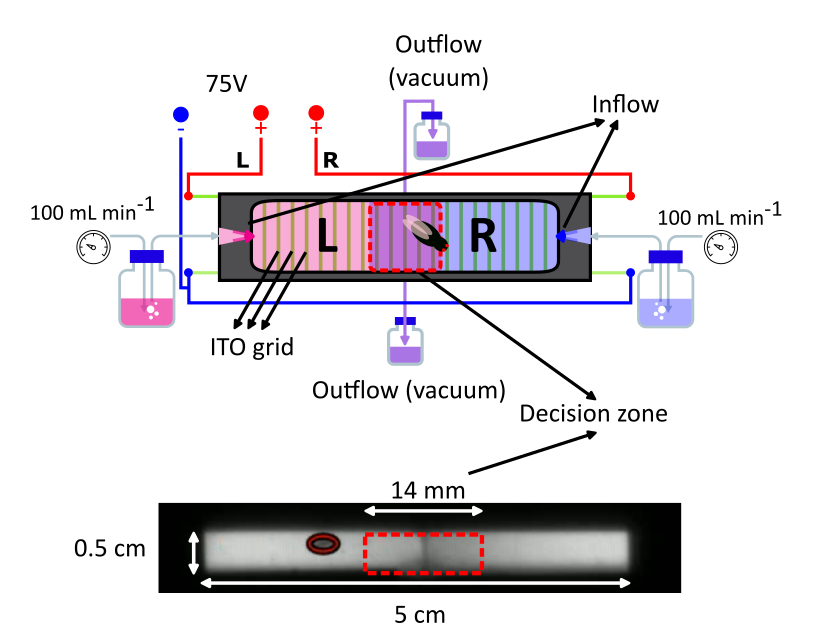 Outflow
(vacuum)
75V
Inflow
-
+
+
L
R
100 mL min-1
100 mL min-1
L
R
ITO grid
Outflow (vacuum)
Decision zone
14 mm
0.5 cm
5 cm